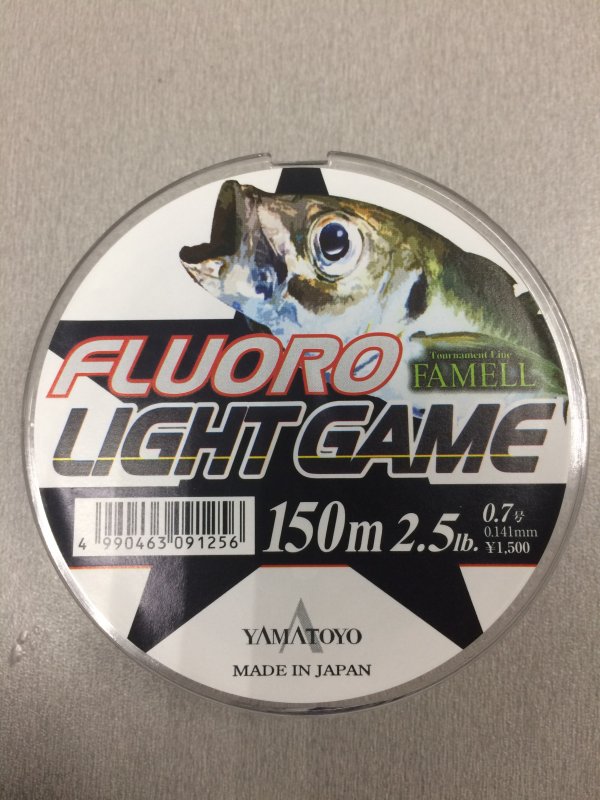 FLUORO
Tournament Line
FAMELL
LIGHT GAME
4 990463 091256
150m 2.5lb.
0.7号
0.141mm
¥1,500
YAMATOYO
MADE IN JAPAN